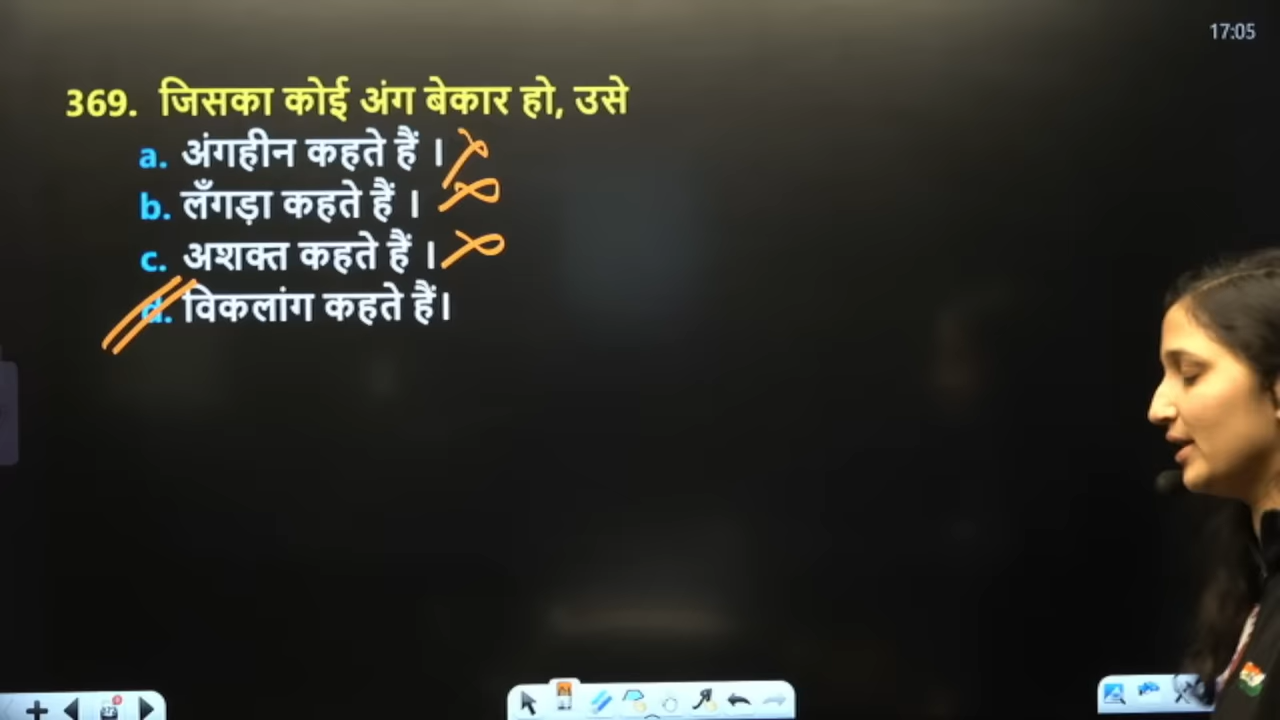 17:05
369. जिसका कोई अंग बेकार हो, उसे
a. अंगहीन कहते हैं ।
b. लँगड़ा कहते हैं ।
c. अशक्त कहते हैं ।
d. विकलांग कहते हैं।